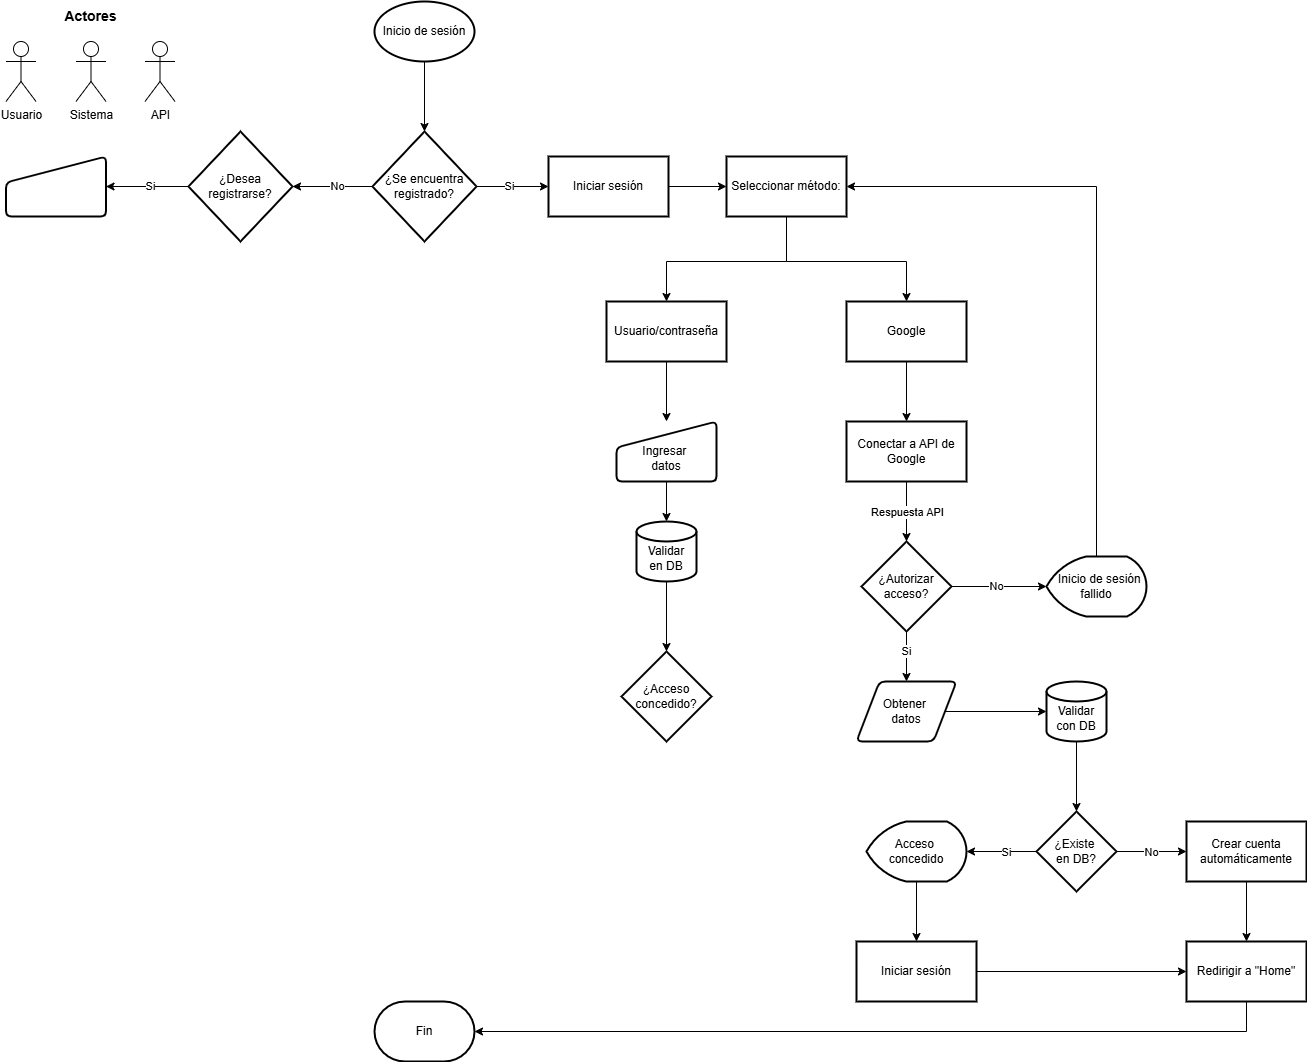 Actores
Inicio de sesión
Usuario
Sistema
API
¿Desea
registrarse?
¿Se encuentra
registrado?
Si
No
Si
Iniciar sesión
Seleccionar método:
Usuario/contraseña
Google
Ingresar
datos
Conectar a API de
Google
Respuesta API
Validar
en DB
¿Autorizar
acceso?
No
Inicio de sesión
fallido
Si
¿Acceso
concedido?
Obtener
datos
Validar
con DB
Acceso
concedido
Si
¿Existe
en DB?
No
Crear cuenta
automáticamente
Iniciar sesión
Redirigir a "Home"
Fin